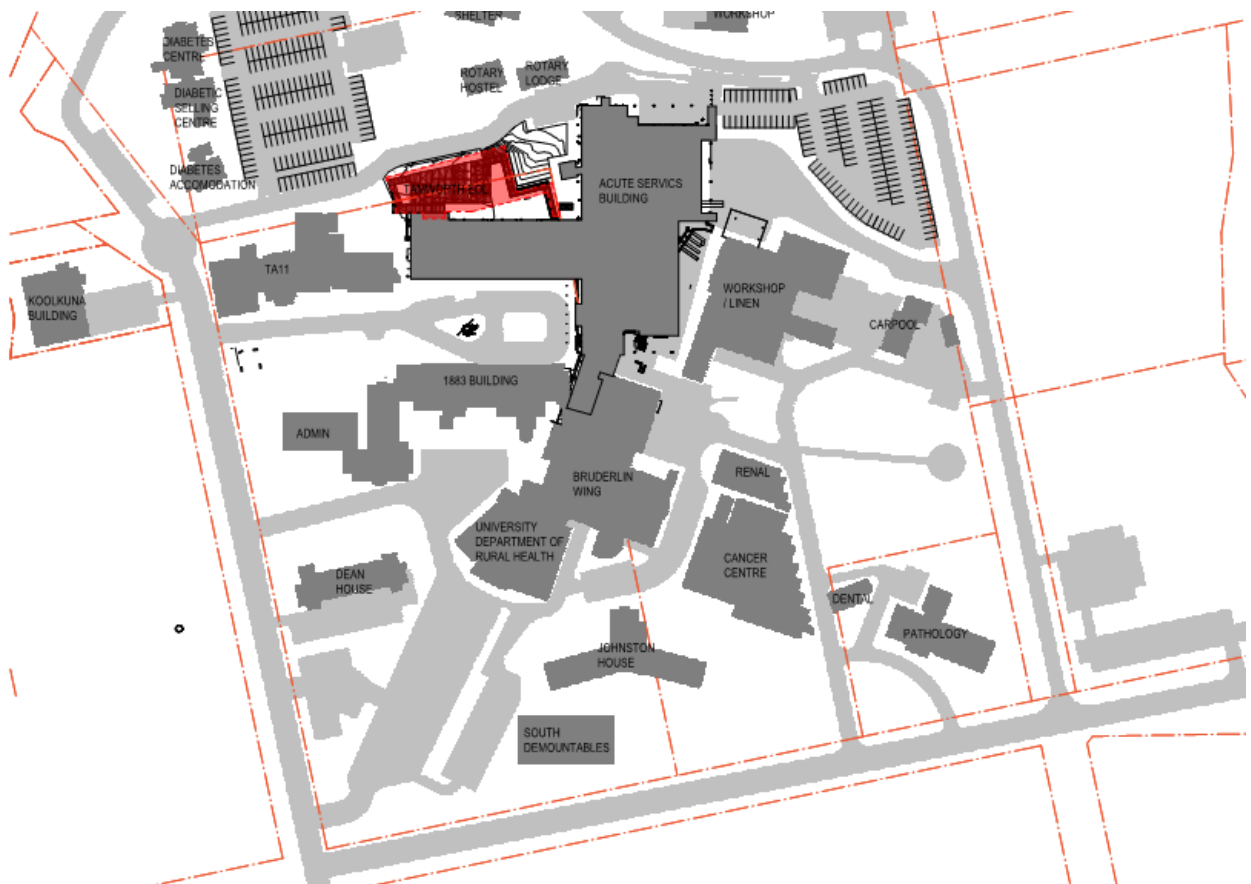 SHELTER
WORKSHOP
DIABETES
CENTRE
ROTARY
HOSTEL
ROTARY
LODGE
DIABETIC
SELLING
CENTRE
DIABETES
ACCOMODATION
TAMWORTH EOL
ACUTE SERVICS
BUILDING
TA11
KOOLKUNA
BUILDING
WORKSHOP
/ LINEN
CARPOOL
1883 BUILDING
ADMIN
BRUDERLIN
WING
RENAL
UNIVERSITY
DEPARTMENT OF
RURAL HEALTH
CANCER
CENTRE
DEAN
HOUSE
DENTAL
PATHOLOGY
JOHNSTON
HOUSE
SOUTH
DEMOUNTABLES